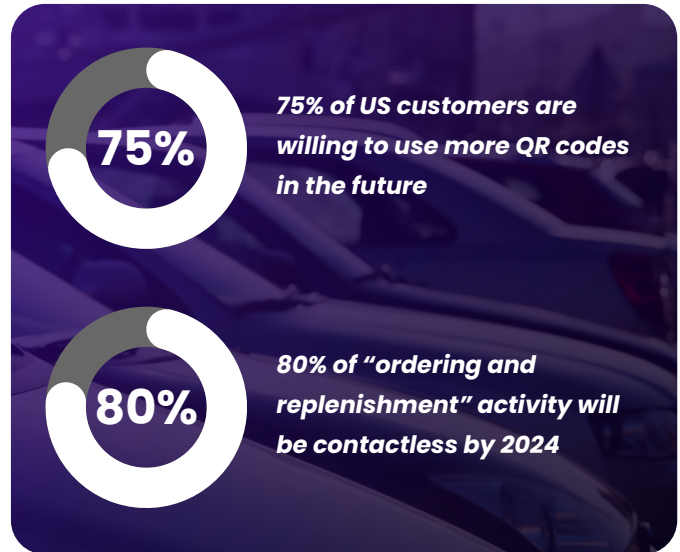 75%
75% of US customers are
willing to use more QR codes
in the future
80%
80% of “ordering and
replenishment” activity will
be contactless by 2024